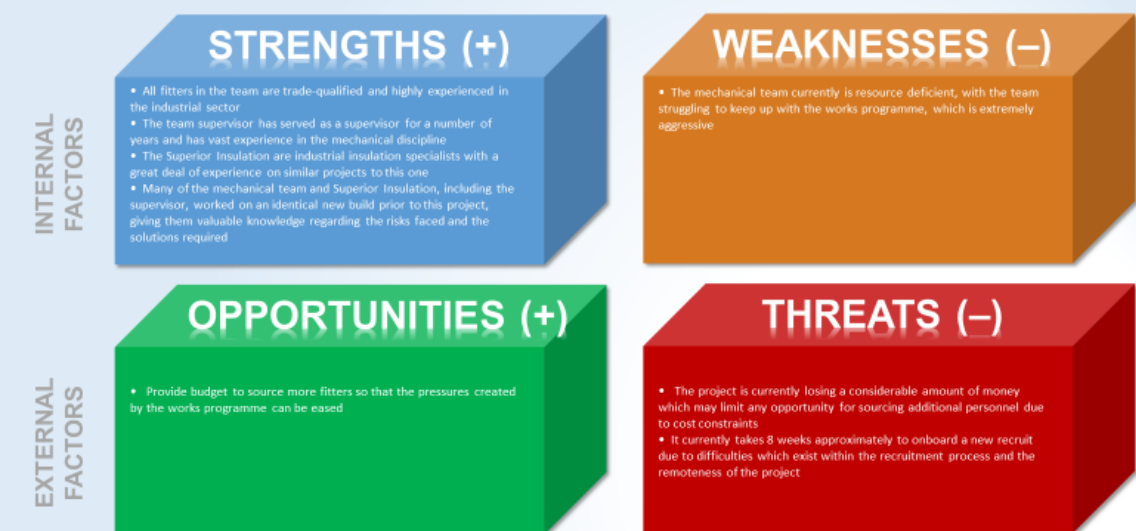 INTERNAL
FACTORS
STRENGTHS (+)
• All fitters in the team are trade-qualified and highly experienced in
the industrial sector
• The team supervisor has served as a supervisor for a number of
years and has vast experience in the mechanical discipline
• The Superior Insulation are industrial insulation specialists with a
great deal of experience on similar projects to this one
• Many of the mechanical team and Superior Insulation, including the
supervisor, worked on an identical new build prior to this project,
giving them valuable knowledge regarding the risks faced and the
solutions required
WEAKNESSES (–)
• The mechanical team currently is resource deficient, with the team
struggling to keep up with the works programme, which is extremely
aggressive
EXTERNAL
FACTORS
OPPORTUNITIES (+)
• Provide budget to source more fitters so that the pressures created
by the works programme can be eased
THREATS (–)
• The project is currently losing a considerable amount of money
which may limit any opportunity for sourcing additional personnel due
to cost constraints
• It currently takes 8 weeks approximately to onboard a new recruit
due to difficulties which exist within the recruitment process and the
remoteness of the project